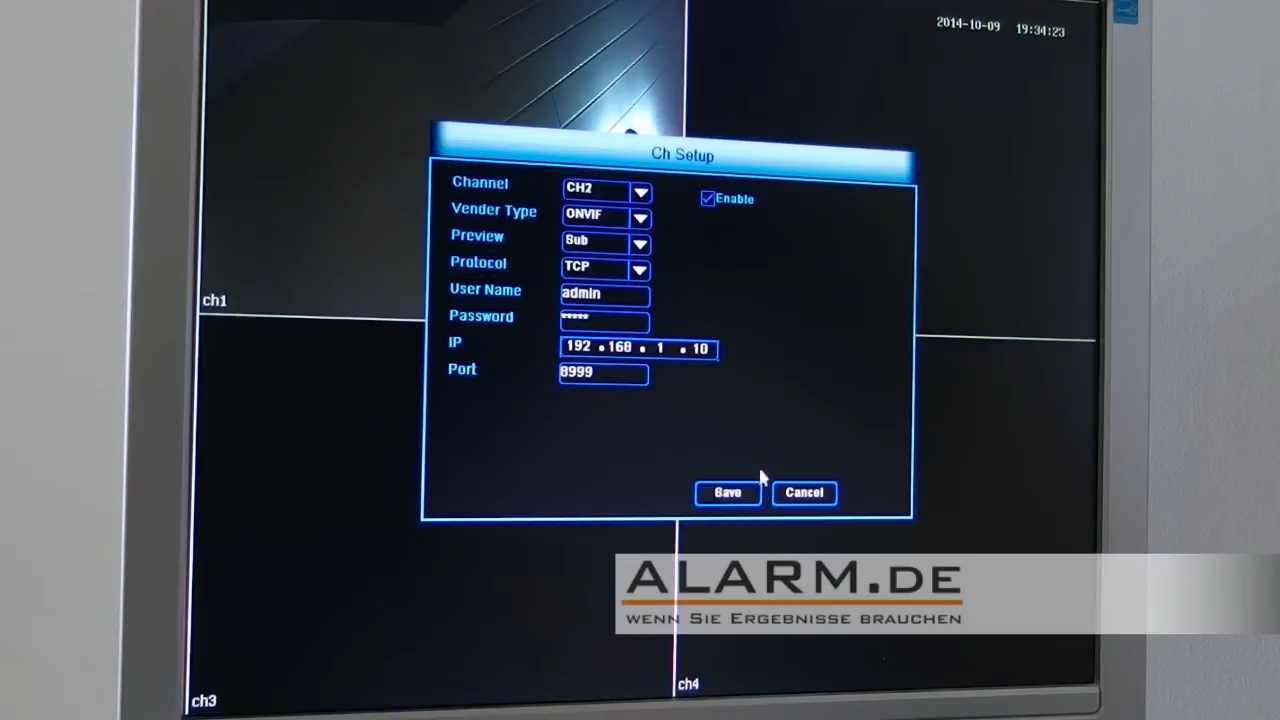 2014-10-09 19:34:23
Ch Setup
Channel CH2 Enable
Vender Type ONVIF
Preview Sub
Protocol TCP
User Name admin
Password *****
IP 192 . 168 . 1 . 10
Port 8999
Save Cancel
ch1
ALARM.DE
WENN SIE ERGEBNISSE BRAUCHEN
ch3
ch4